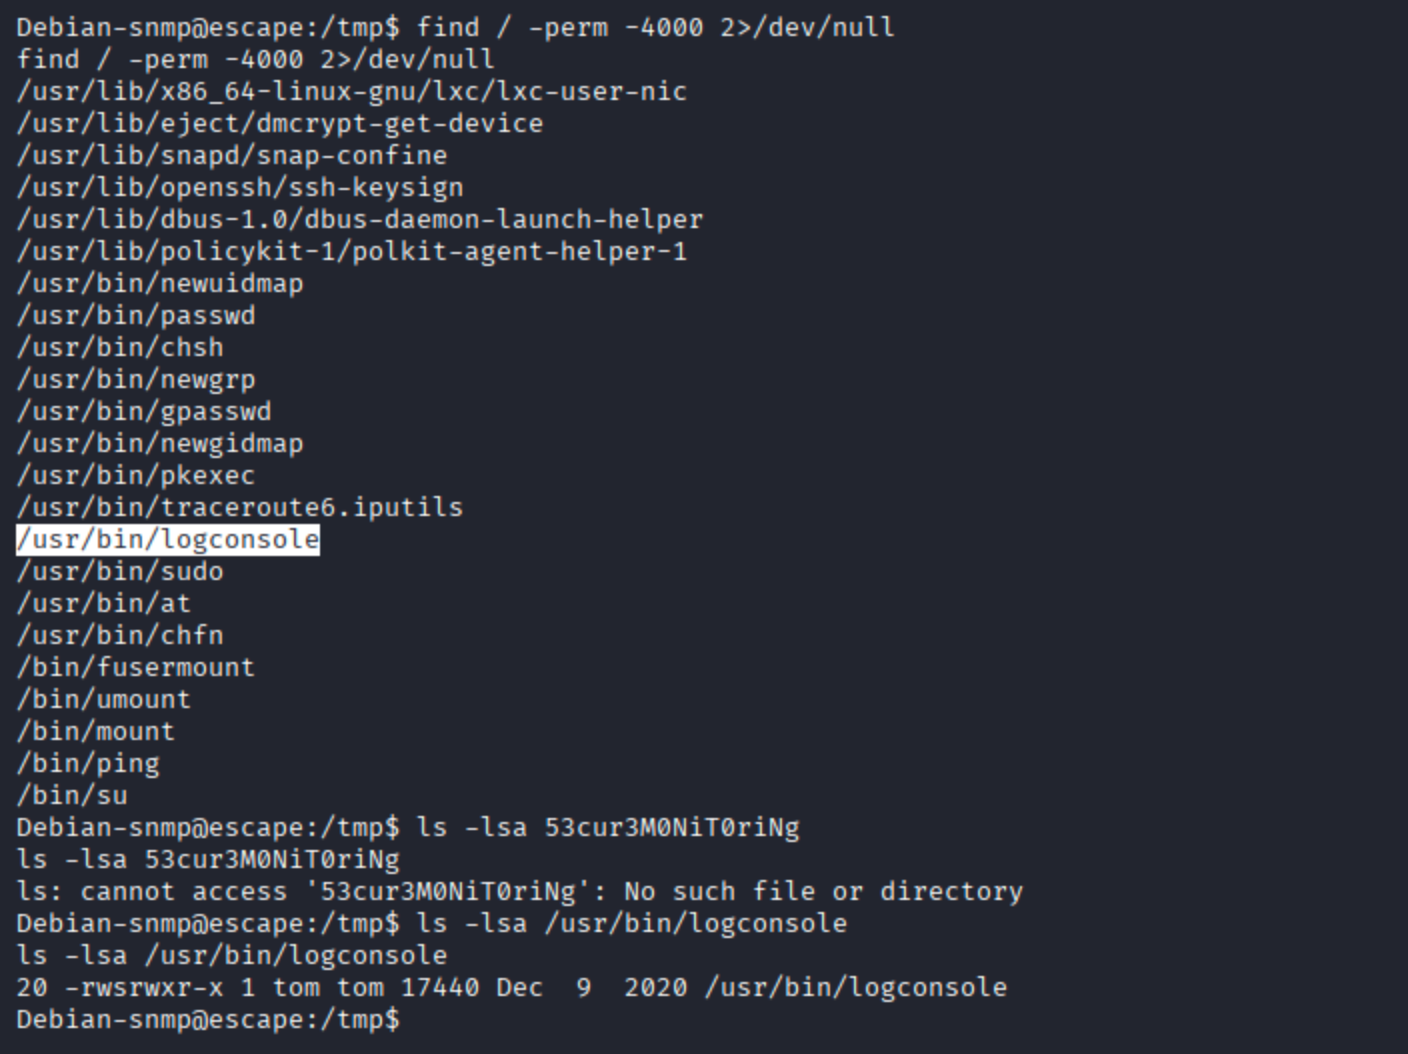 Debian-snmp@escape:/tmp$ find / -perm -4000 2>/dev/null
find / -perm -4000 2>/dev/null
/usr/lib/x86_64-linux-gnu/lxc/lxc-user-nic
/usr/lib/eject/dmcrypt-get-device
/usr/lib/snapd/snap-confine
/usr/lib/openssh/ssh-keysign
/usr/lib/dbus-1.0/dbus-daemon-launch-helper
/usr/lib/policykit-1/polkit-agent-helper-1
/usr/bin/newuidmap
/usr/bin/passwd
/usr/bin/chsh
/usr/bin/newgrp
/usr/bin/gpasswd
/usr/bin/newgidmap
/usr/bin/pkexec
/usr/bin/traceroute6.iputils
/usr/bin/logconsole
/usr/bin/sudo
/usr/bin/at
/usr/bin/chfn
/bin/fusermount
/bin/umount
/bin/mount
/bin/ping
/bin/su
Debian-snmp@escape:/tmp$ ls -lsa 53cur3M0NiT0riNg
ls -lsa 53cur3M0NiT0riNg
ls: cannot access '53cur3M0NiT0riNg': No such file or directory
Debian-snmp@escape:/tmp$ ls -lsa /usr/bin/logconsole
ls -lsa /usr/bin/logconsole
20 -rwsrwxr-x 1 tom tom 17440 Dec  9  2020 /usr/bin/logconsole
Debian-snmp@escape:/tmp$